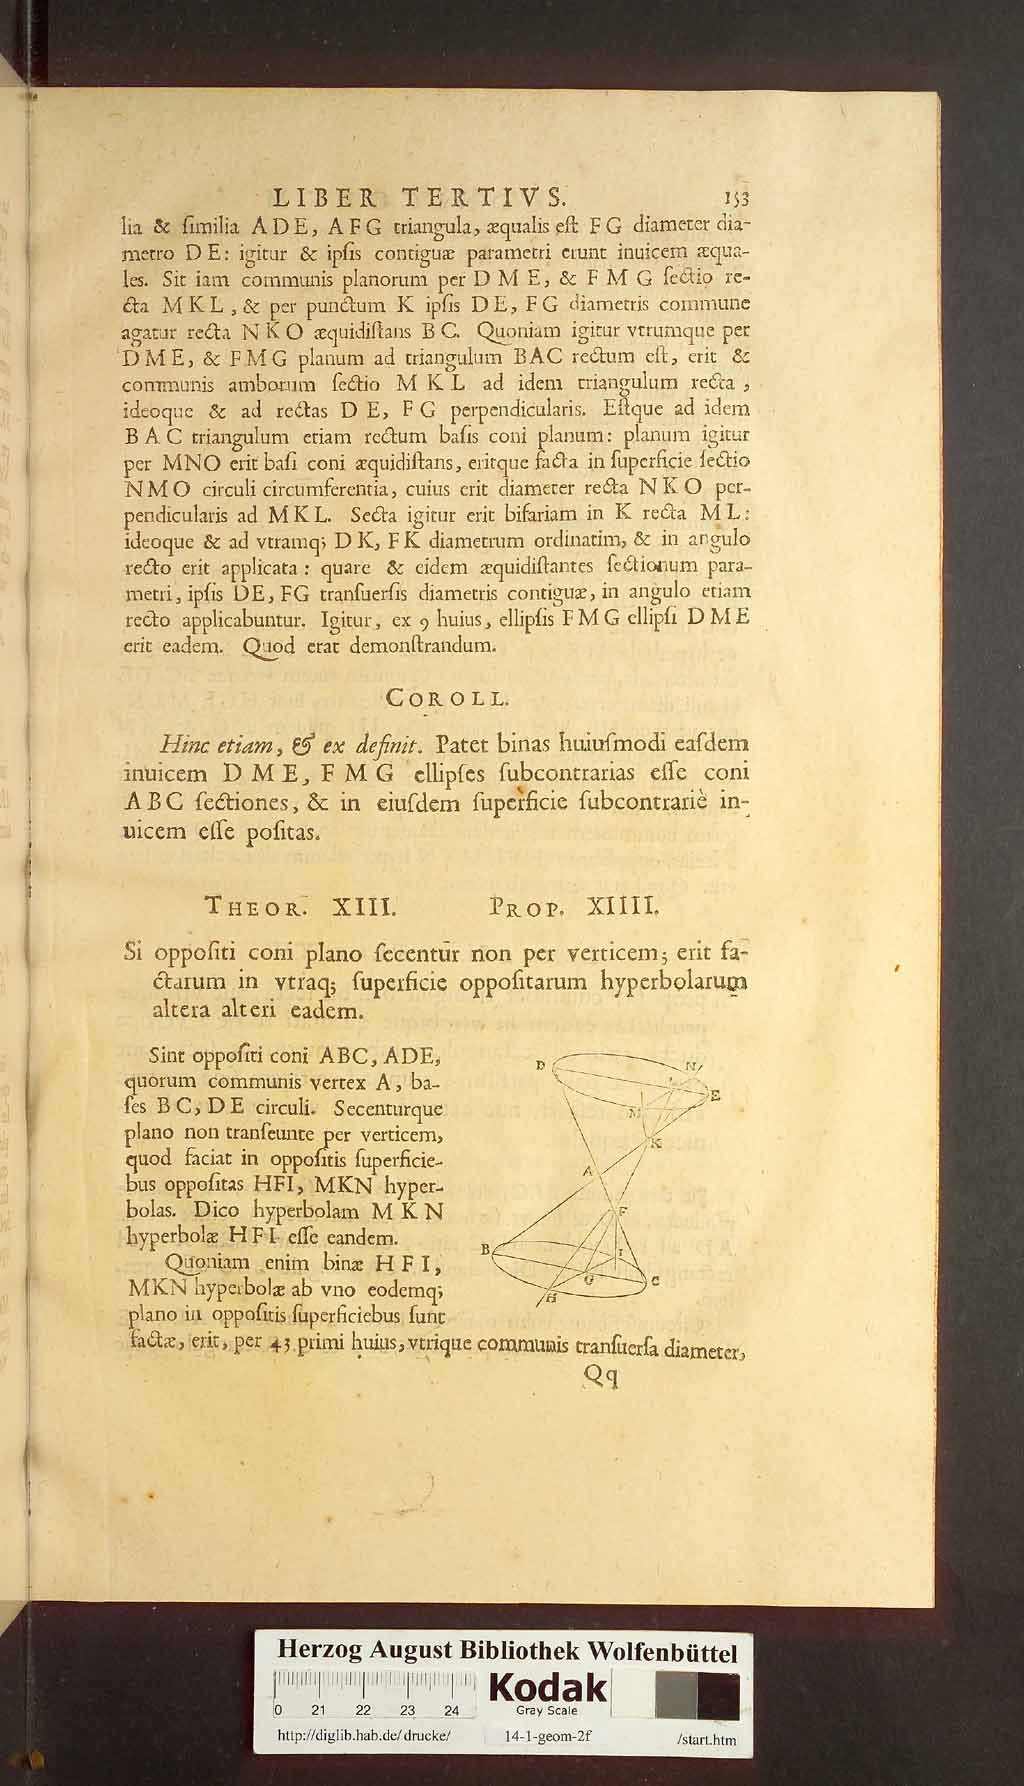 LIBER TERTIVS. 153
lia & ſimilia ADE, AFG triangula, æqualis eſt FG diameter dia-
metro DE: igitur & ipſis contiguæ parametri erunt inuicem æqua-
les. Sit iam communis planorum per DME, & FMG ſectio re-
cta MKL, & per punctum K ipſis DE, FG diametris commune
agatur recta NKO æquidiſtans BC. Quoniam igitur vtrumque per
DME, & FMG planum ad triangulum BAC rectum eſt, erit &
communis amborum ſectio MKL ad idem triangulum recta,
ideoque & ad rectas DE, FG perpendicularis. Eſtque ad idem
BAC triangulum etiam rectum baſis coni planum: planum igitur
per MNO erit baſi coni æquidiſtans, eritque facta in ſuperficie ſectio
NMO circuli circumferentia, cuius erit diameter recta NKO per-
pendicularis ad MKL. Secta igitur erit bifariam in K recta ML:
ideoque & ad vtramq; DK, FK diametrum ordinatim, & in angulo
recto erit applicata: quare & eidem æquidiſtantes ſectionum para-
metri, ipſis DE, FG tranſuerſis diametris contiguæ, in angulo etiam
recto applicabuntur. Igitur, ex 9 huius, ellipſis FMG ellipſi DME
erit eadem. Quod erat demonſtrandum.
COROLL.
Hinc etiam, & ex definit. Patet binas huiuſmodi eaſdem
inuicem DME, FMG ellipſes ſubcontrarias eſſe coni
ABC ſectiones, & in eiuſdem ſuperficie ſubcontrariè in-
uicem eſſe poſitas.
THEOR. XIII. PROP. XIIII.
Si oppoſiti coni plano ſecentur non per verticem; erit fa-
ctarum in vtraq; ſuperficie oppoſitarum hyperbolarum
altera alteri eadem.
Sint oppoſiti coni ABC, ADE,
quorum communis vertex A, ba-
ſes BC, DE circuli. Secenturque
plano non tranſeunte per verticem,
quod faciat in oppoſitis ſuperficie-
bus oppoſitas HFI, MKN hyper-
bolas. Dico hyperbolam MKN
hyperbolæ HFI eſſe eandem.
Quoniam enim binæ HFI,
MKN hyperbolæ ab vno eodemq;
plano in oppoſitis ſuperficiebus ſunt
factæ, erit, per 43 primi huius, vtrique communis tranſuerſa diameter,
D
N
E
M
K
A
F
B
I
G
C
H
Qq
Herzog August Bibliothek Wolfenbüttel
0 21 22 23 24
Kodak
Gray Scale
http://diglib.hab.de/drucke/ 14-1-geom-2f /start.htm